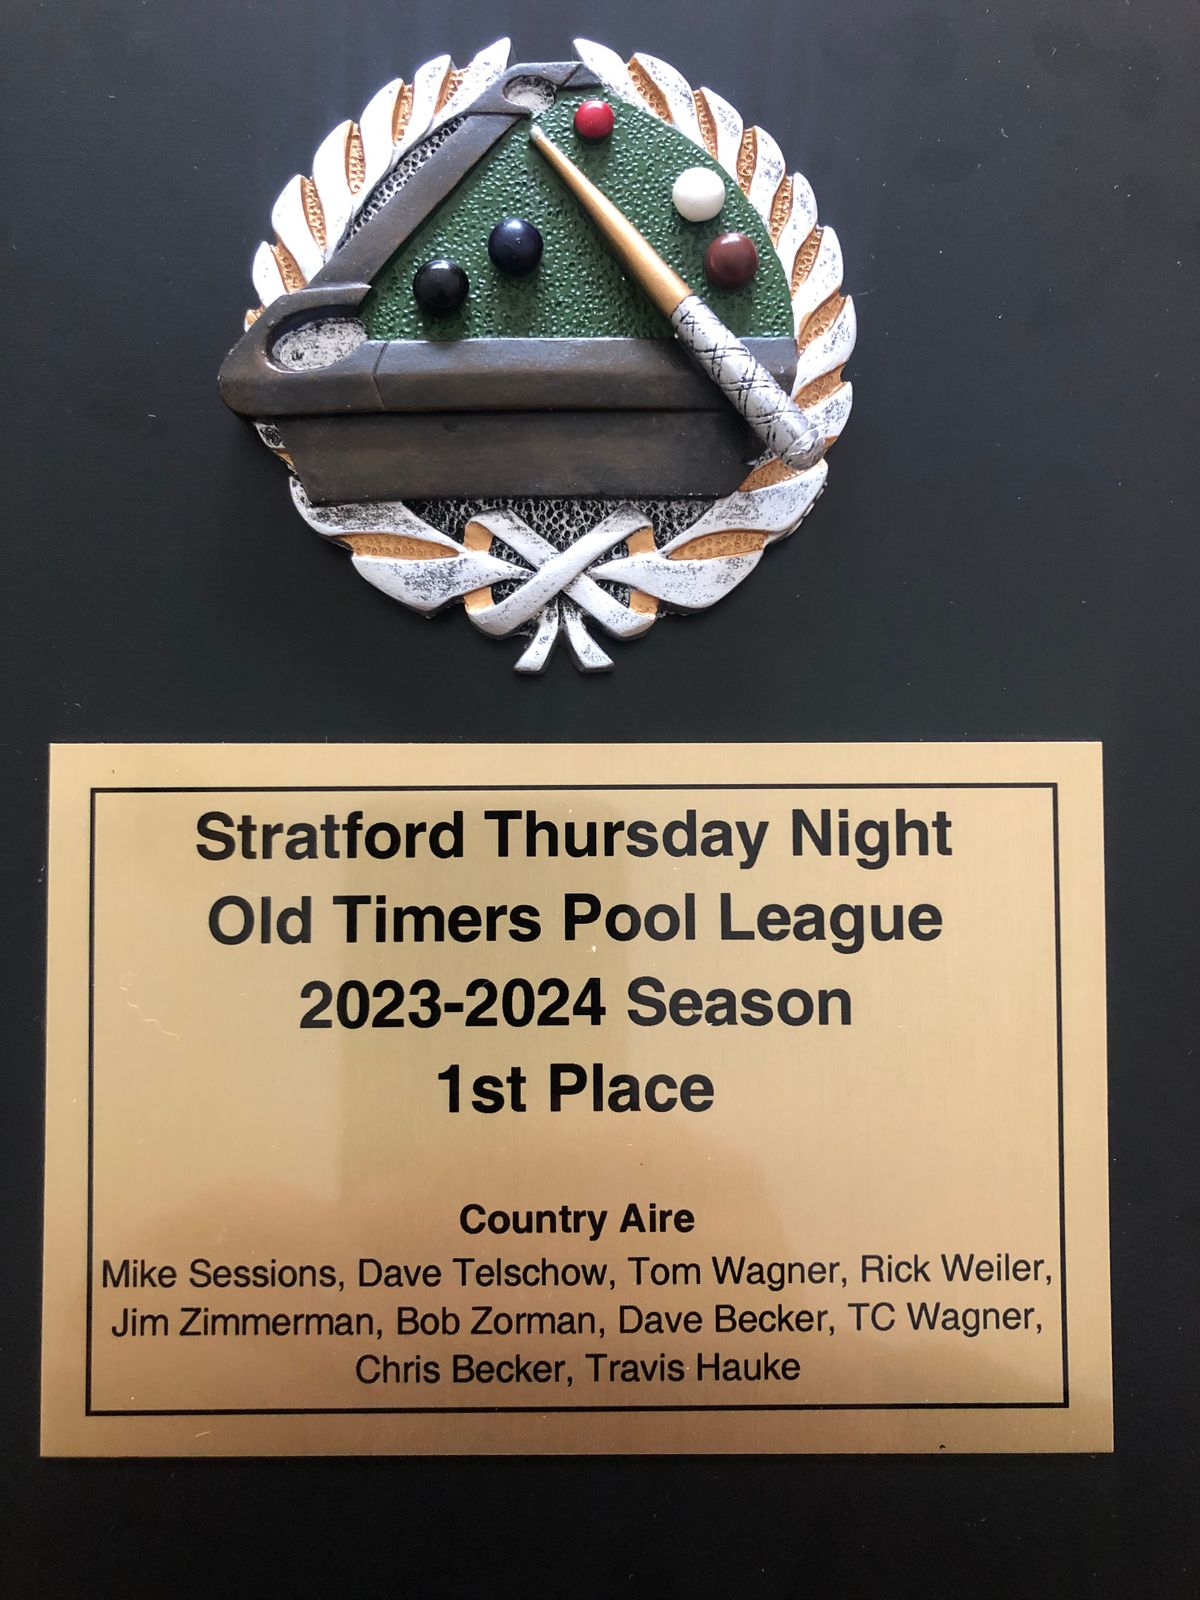 Stratford Thursday Night
Old Timers Pool League
2023-2024 Season
1st Place
Country Aire
Mike Sessions, Dave Telschow, Tom Wagner, Rick Weiler,
Jim Zimmerman, Bob Zorman, Dave Becker, TC Wagner,
Chris Becker, Travis Hauke